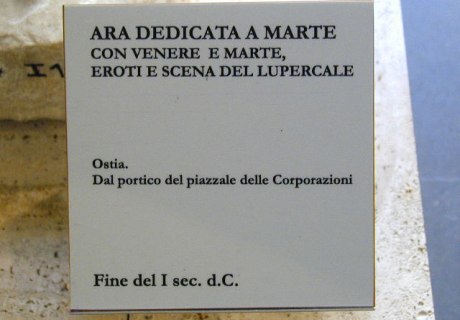 ARA DEDICATA A MARTE
CON VENERE E MARTE,
EROTI E SCENA DEL LUPERCALE
Ostia.
Dal portico del piazzale delle Corporazioni
Fine del I sec. d.C.